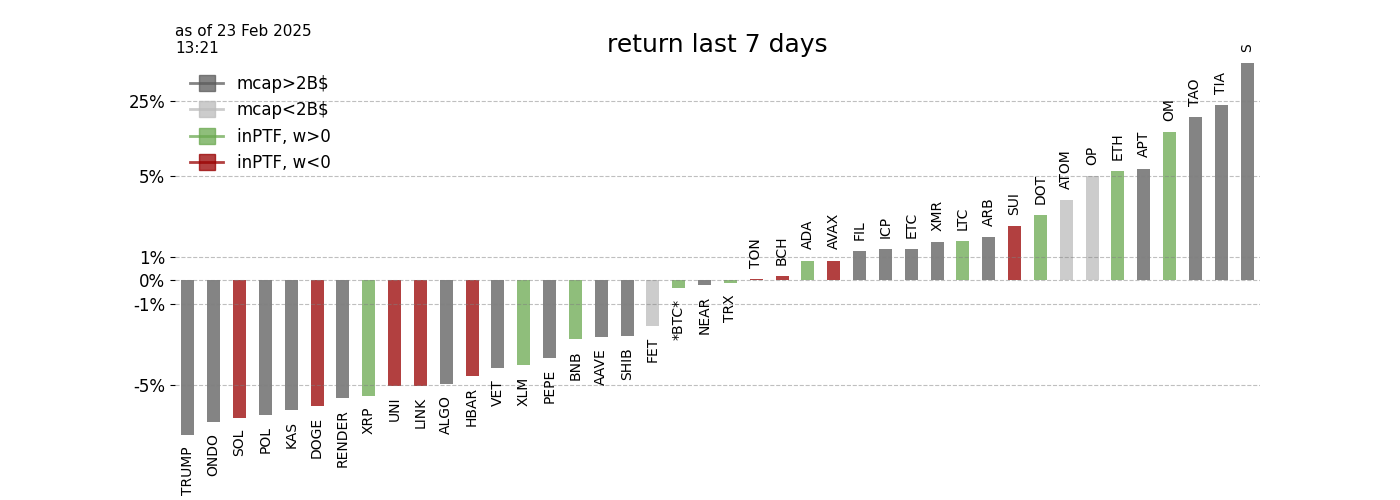 as of 23 Feb 2025
13:21
return last 7 days
mcap>2B$
mcap<2B$
inPTF, w>0
inPTF, w<0
25%
5%
1%
0%
-1%
-5%
TRUMP
ONDO
SOL
POL
KAS
DOGE
RENDER
XRP
UNI
LINK
ALGO
HBAR
VET
XLM
PEPE
BNB
AAVE
SHIB
FET
*BTC*
NEAR
TRX
TON
BCH
ADA
AVAX
FIL
ICP
ETC
XMR
LTC
ARB
SUI
DOT
ATOM
OP
ETH
APT
OM
TAO
TIA
S